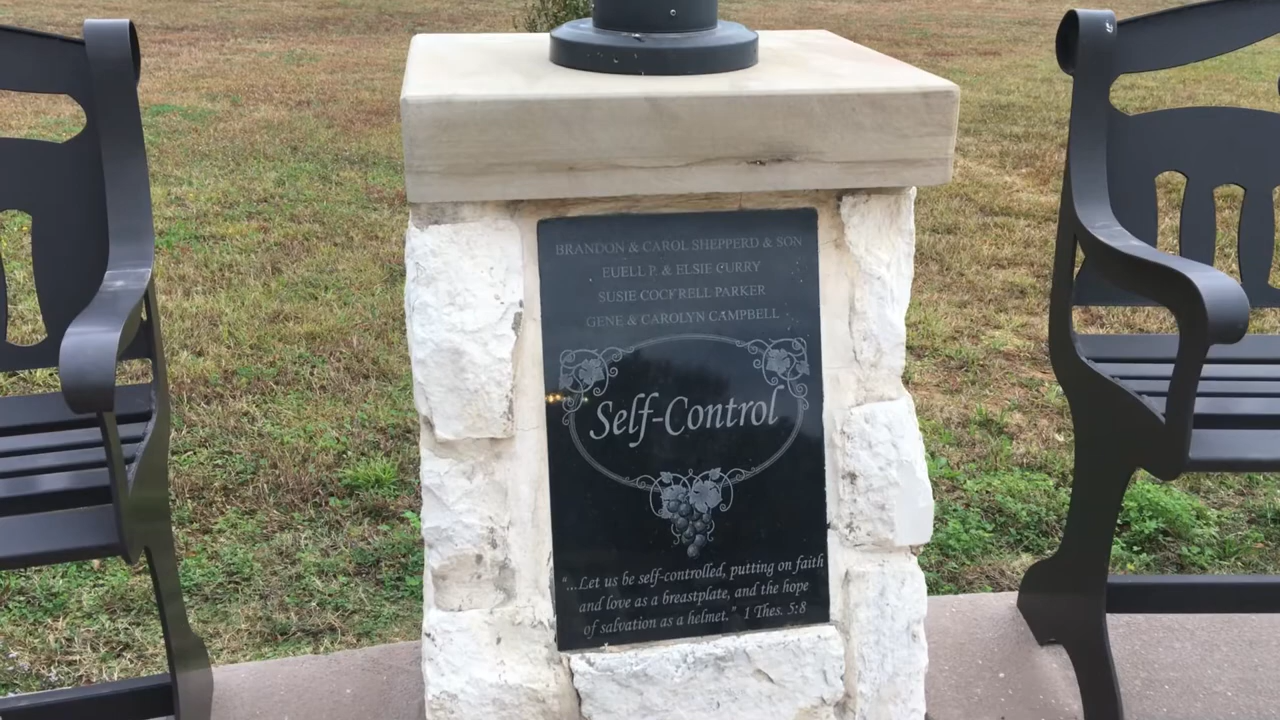 BRANDON & CAROL SHEPPERD & SON
EUELL P. & ELSIE CURRY
SUSIE COCKRELL PARKER
GENE & CAROLYN CAMPBELL
Self-Control
"...Let us be self-controlled, putting on faith
and love as a breastplate, and the hope
of salvation as a helmet." 1 Thes. 5:8